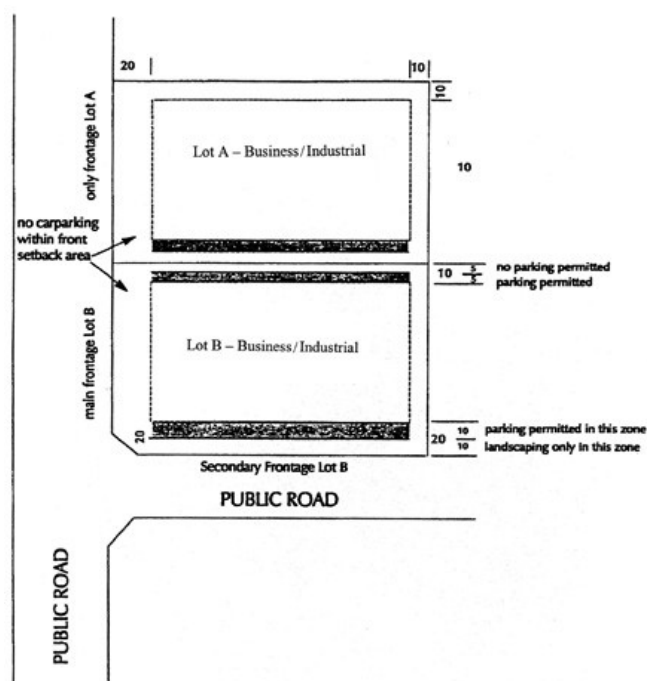 20
10
10
only frontage Lot A
Lot A – Business/Industrial
10
no carparking
within front
setback area
10
5
no parking permitted
5
parking permitted
main frontage Lot B
Lot B – Business/Industrial
20
20
10
parking permitted in this zone
10
landscaping only in this zone
Secondary Frontage Lot B
PUBLIC ROAD
PUBLIC ROAD